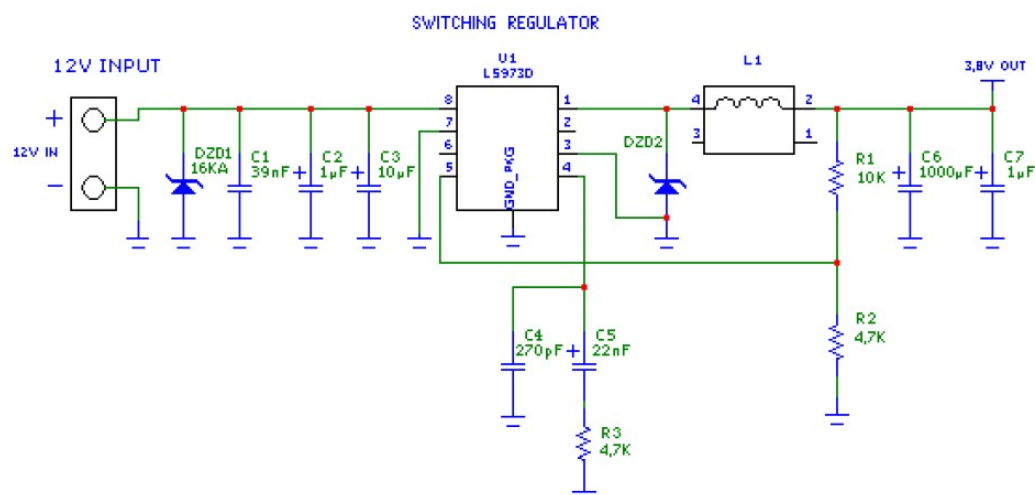 SWITCHING REGULATOR
12V INPUT
+
12V IN
−
DZD1
16KA
C1
39nF
+
C2
1µF
+
C3
10µF
U1
L5973D
8
7
6
5
1
2
3
4
GND_PKG
DZD2
L1
4
3
2
1
3,8V OUT
R1
10K
+
C6
1000µF
+
C7
1µF
R2
4,7K
C4
270pF
+
C5
22nF
R3
4,7K